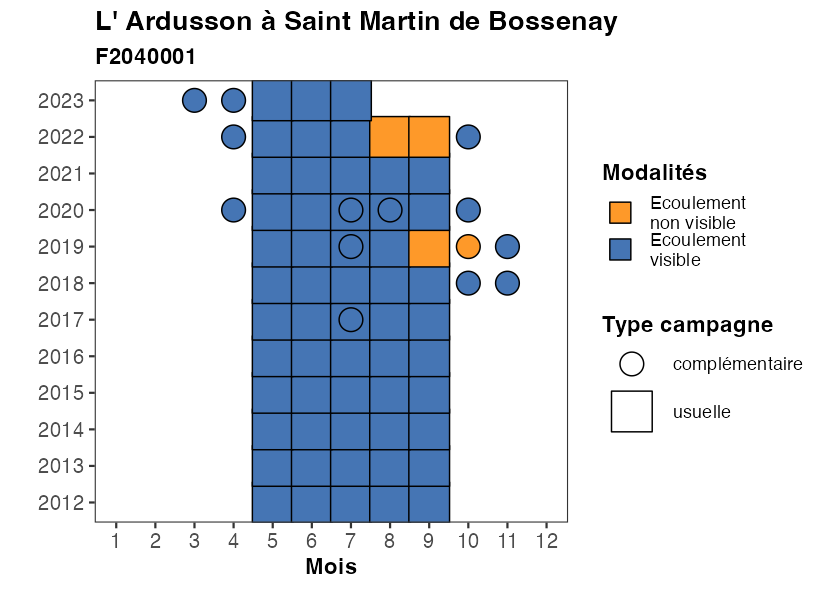 L' Ardusson à Saint Martin de Bossenay
F2040001
2023
2022
2021
2020
2019
2018
2017
2016
2015
2014
2013
2012
1 2 3 4 5 6 7 8 9 10 11 12
Mois
Modalités
Ecoulement
non visible
Ecoulement
visible
Type campagne
complémentaire
usuelle